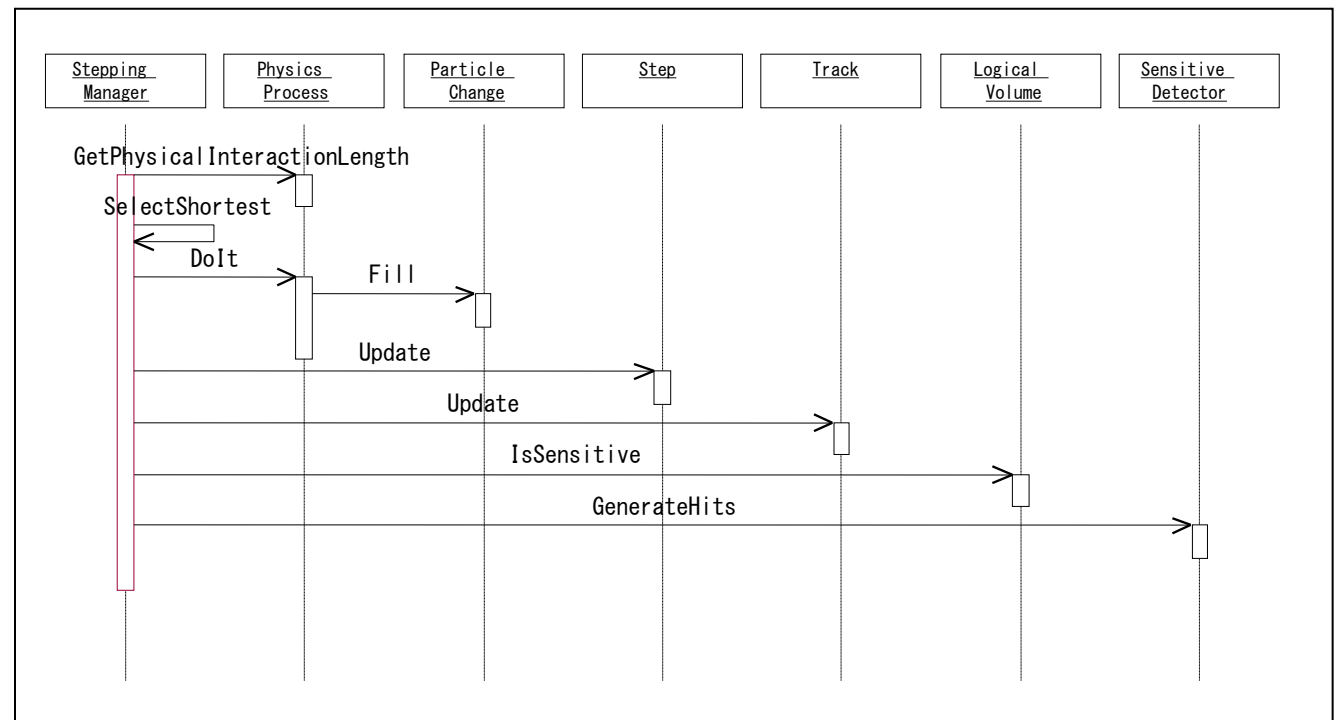 Stepping
Manager
Physics
Process
Particle
Change
Step
Track
Logical
Volume
Sensitive
Detector
GetPhysicalInteractionLength
SelectShortest
DoIt
Fill
Update
Update
IsSensitive
GenerateHits